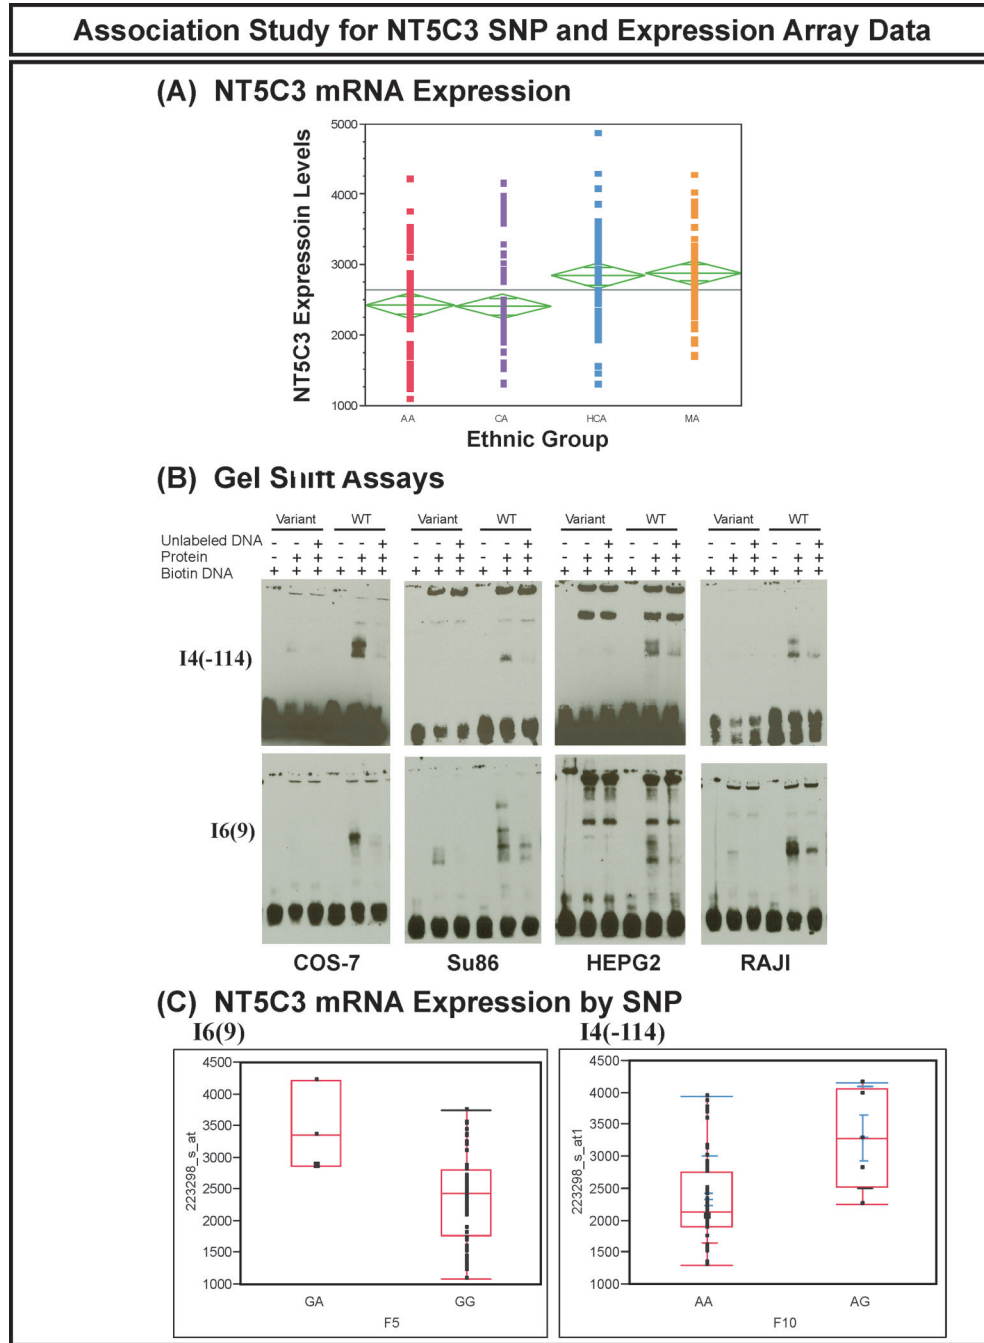 Association Study for NT5C3 SNP and Expression Array Data
(A) NT5C3 mRNA Expression
NT5C3 Expressoin Levels
5000
4000
3000
2000
1000
AA CA HCA MA
Ethnic Group
(B) Gel Shift Assays
Variant WT Variant WT Variant WT Variant WT
Unlabeled DNA - - + - - + - - + - - + - - + - - + - - + - - +
Protein - + + - + + - + + - + + - + + - + + - + + - + +
Biotin DNA + + + + + + + + + + + + + + + + + + + + + + + +
I4(-114)
I6(9)
COS-7 Su86 HEPG2 RAJI
(C) NT5C3 mRNA Expression by SNP
I6(9) I4(-114)
223298_s_at
4500
4000
3500
3000
2500
2000
1500
1000
GA GG
F5
223298_s_at1
4500
4000
3500
3000
2500
2000
1500
1000
AA AG
F10